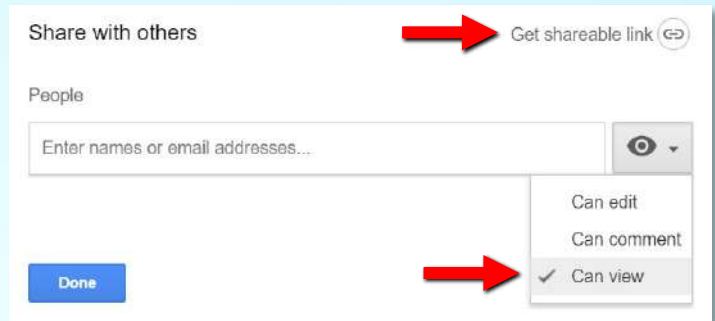 Share with others
Get shareable link
People
Enter names or email addresses...
Can edit
Can comment
Can view
Done